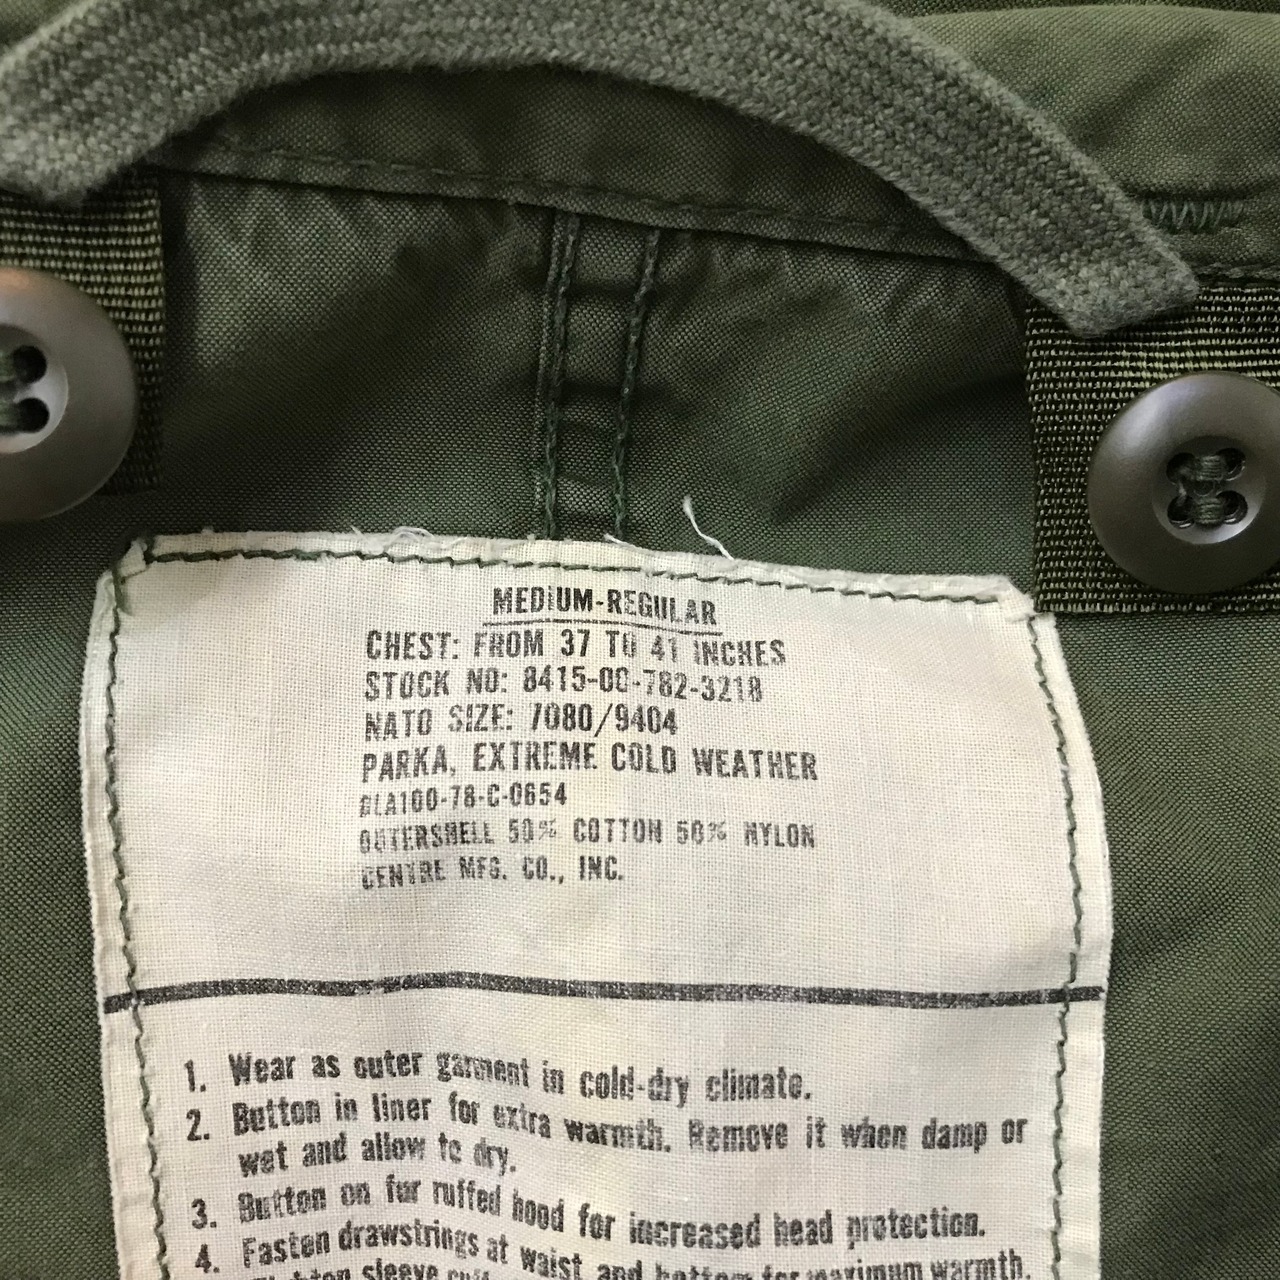 MEDIUM-REGULAR
CHEST: FROM 37 TO 41 INCHES
STOCK NO: 8415-00-782-3218
NATO SIZE: 7080/9404
PARKA, EXTREME COLD WEATHER
DLA100-78-C-0654
OUTERSHELL 50% COTTON 50% NYLON
CENTRE MFG. CO., INC.
1. Wear as outer garment in cold-dry climate.
2. Button in liner for extra warmth. Remove it when damp or
wet and allow to dry.
3. Button on fur ruffed hood for increased head protection.
4. Fasten drawstrings at waist and bottom for maximum warmth.
sleeve